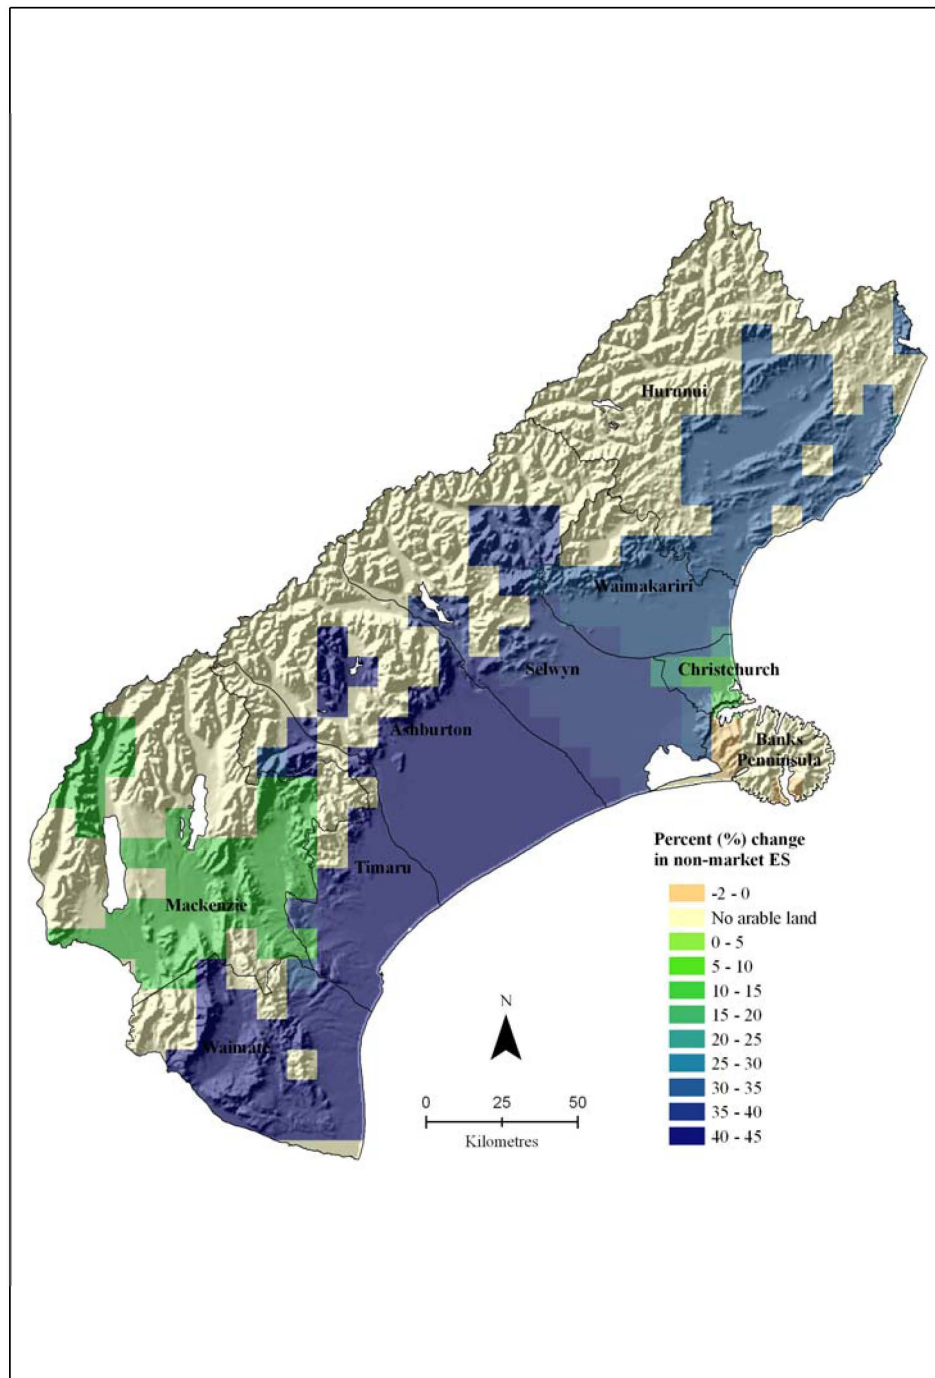 Hurunui
Waimakariri
Selwyn
Christchurch
Ashburton
Banks
Penninsula
Timaru
Mackenzie
Waimate
Percent (%) change
in non-market ES
-2 - 0
No arable land
0 - 5
5 - 10
10 - 15
15 - 20
20 - 25
25 - 30
30 - 35
35 - 40
40 - 45
N
0 25 50
Kilometres